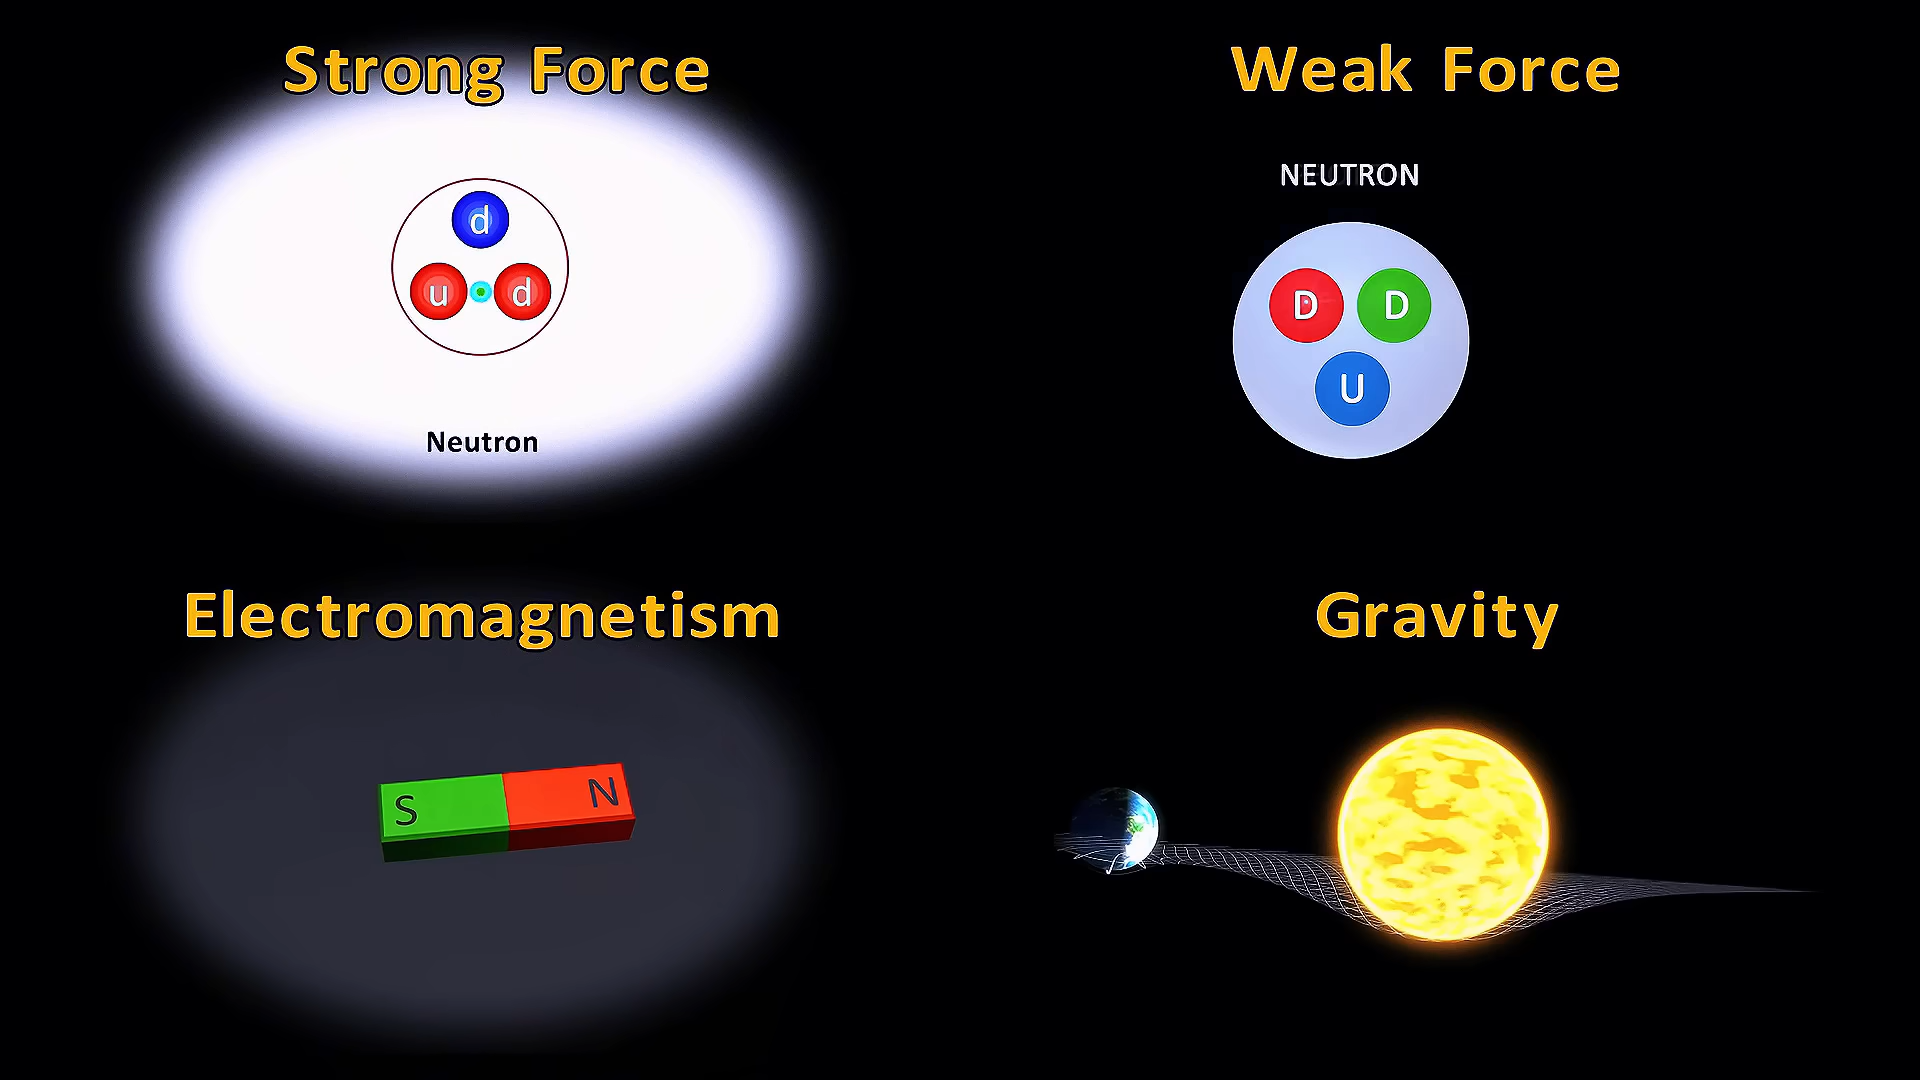 Strong Force
d
u d
Neutron
Weak Force
NEUTRON
D D
U
Electromagnetism
S N
Gravity